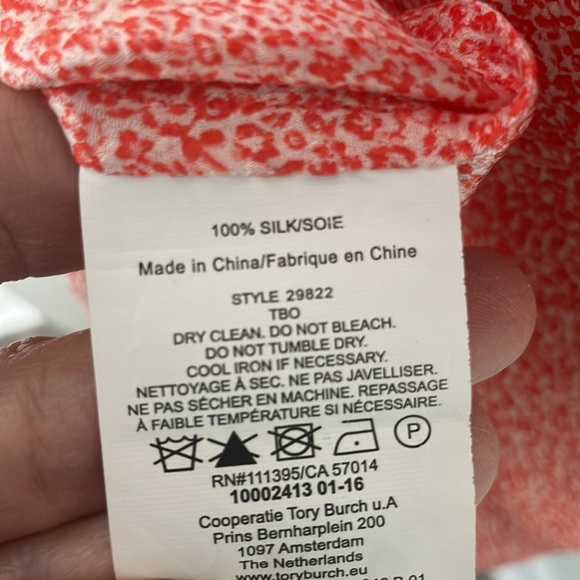 100% SILK/SOIE
Made in China/Fabrique en Chine
STYLE 29822
TBO
DRY CLEAN. DO NOT BLEACH.
DO NOT TUMBLE DRY.
COOL IRON IF NECESSARY.
NETTOYAGE À SEC. NE PAS JAVELLISER.
NE PAS SÉCHER EN MACHINE. REPASSAGE
À FAIBLE TEMPÉRATURE SI NÉCESSAIRE.
P
RN#111395/CA 57014
10002413 01-16
Cooperatie Tory Burch u.A
Prins Bernharplein 200
1097 Amsterdam
The Netherlands
www.toryburch.eu